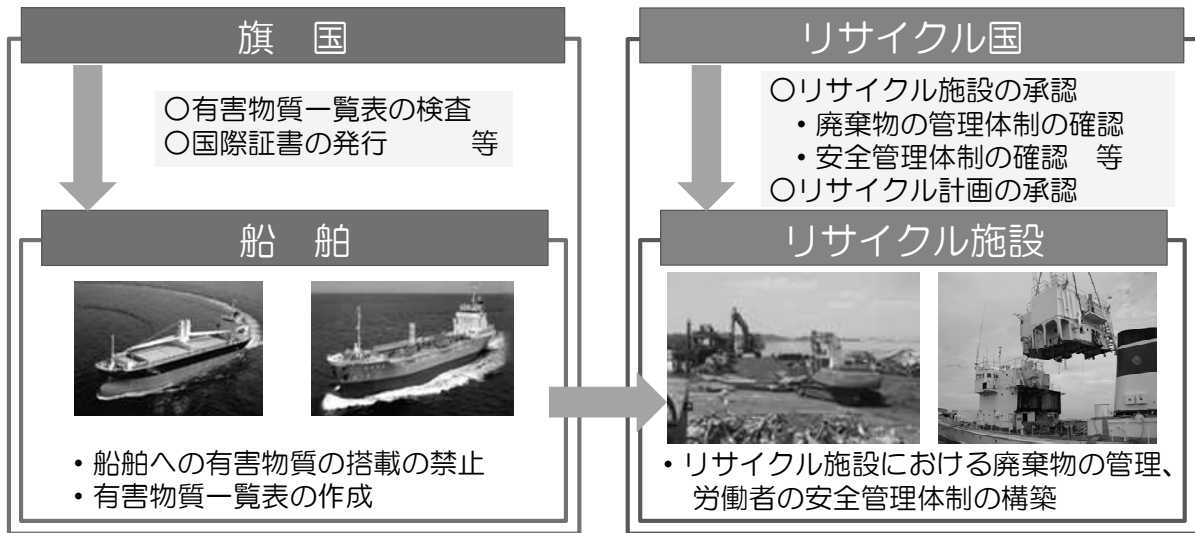 旗 国
〇有害物質一覧表の検査
〇国際証書の発行 等
船 舶
・船舶への有害物質の搭載の禁止
・有害物質一覧表の作成
リサイクル国
〇リサイクル施設の承認
・廃棄物の管理体制の確認
・安全管理体制の確認 等
〇リサイクル計画の承認
リサイクル施設
・リサイクル施設における廃棄物の管理、
労働者の安全管理体制の構築